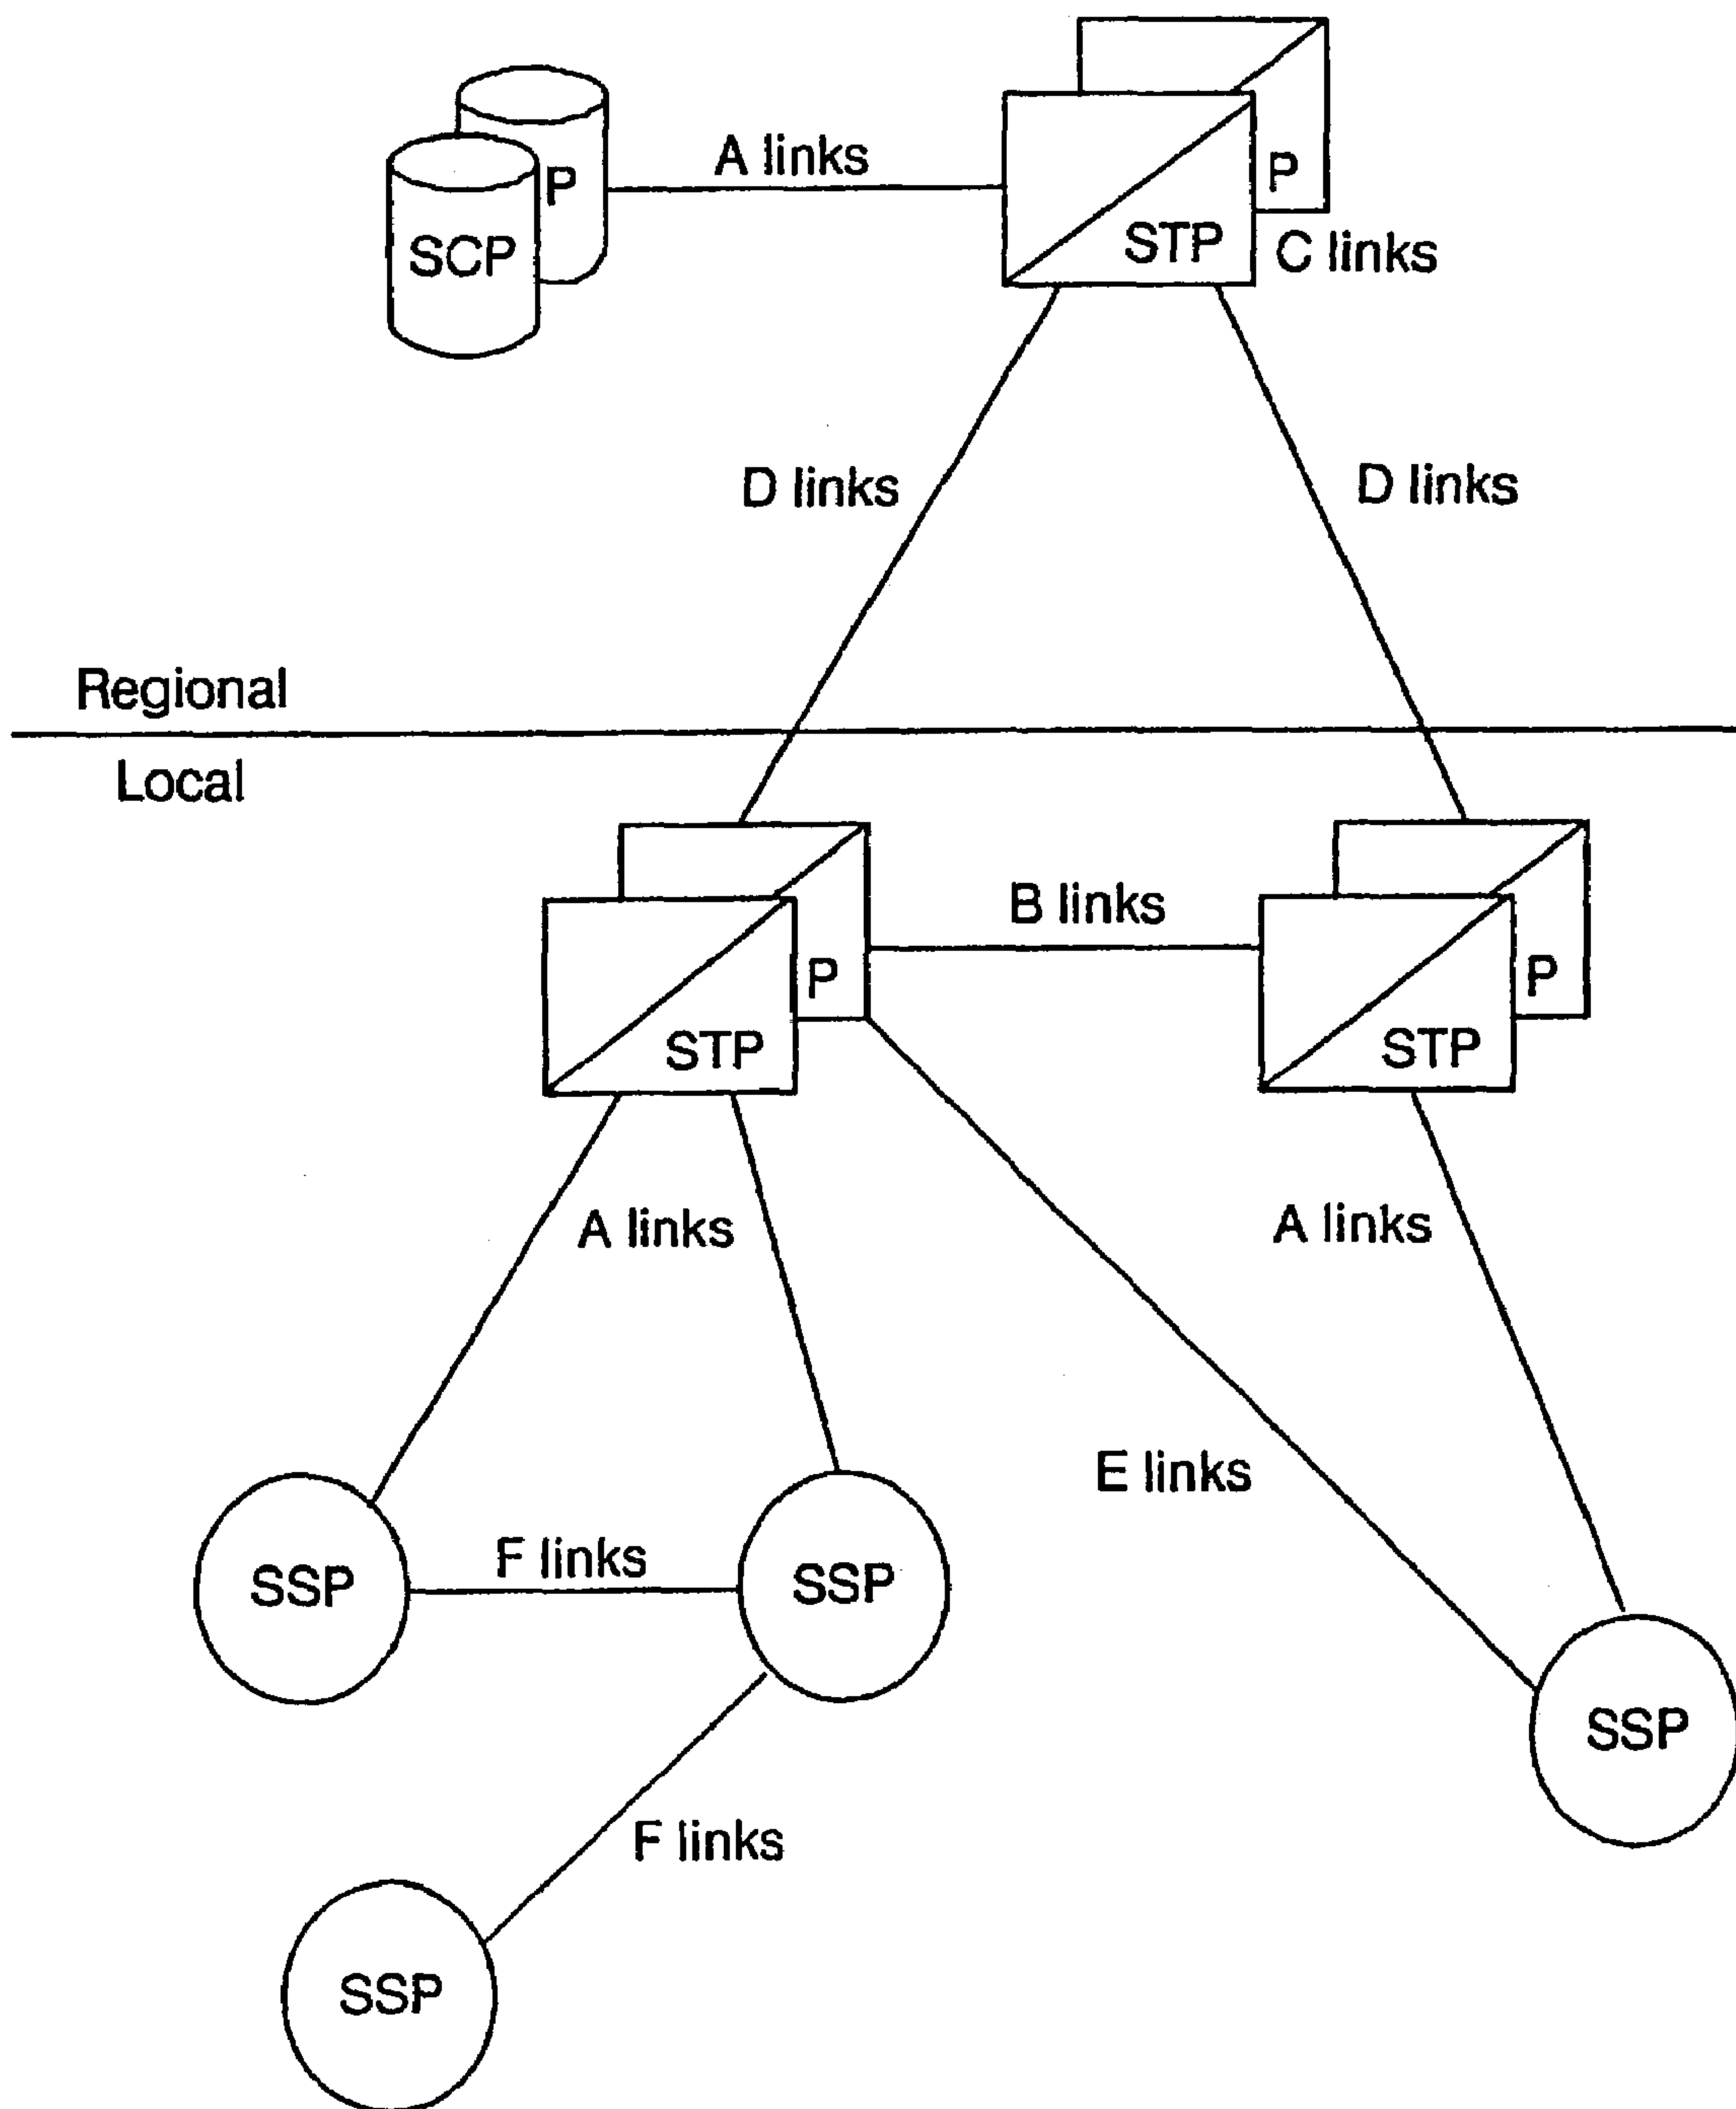 A links
P
P
SCP
STP
C links
D links
D links
Regional
Local
B links
P
P
STP
STP
A links
A links
E links
F links
SSP
SSP
SSP
F links
SSP